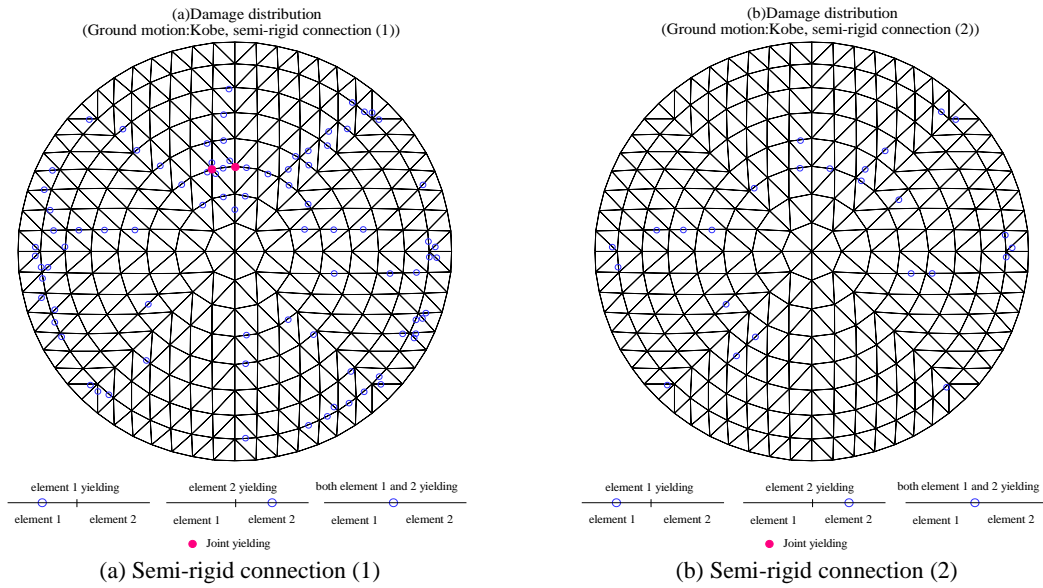 (a)Damage distribution
(Ground motion:Kobe, semi-rigid connection (1))
element 1 yielding
element 2 yielding
both element 1 and 2 yielding
element 1
element 2
element 1
element 2
element 1
element 2
Joint yielding
(a) Semi-rigid connection (1)
(b)Damage distribution
(Ground motion:Kobe, semi-rigid connection (2))
element 1 yielding
element 2 yielding
both element 1 and 2 yielding
element 1
element 2
element 1
element 2
element 1
element 2
Joint yielding
(b) Semi-rigid connection (2)